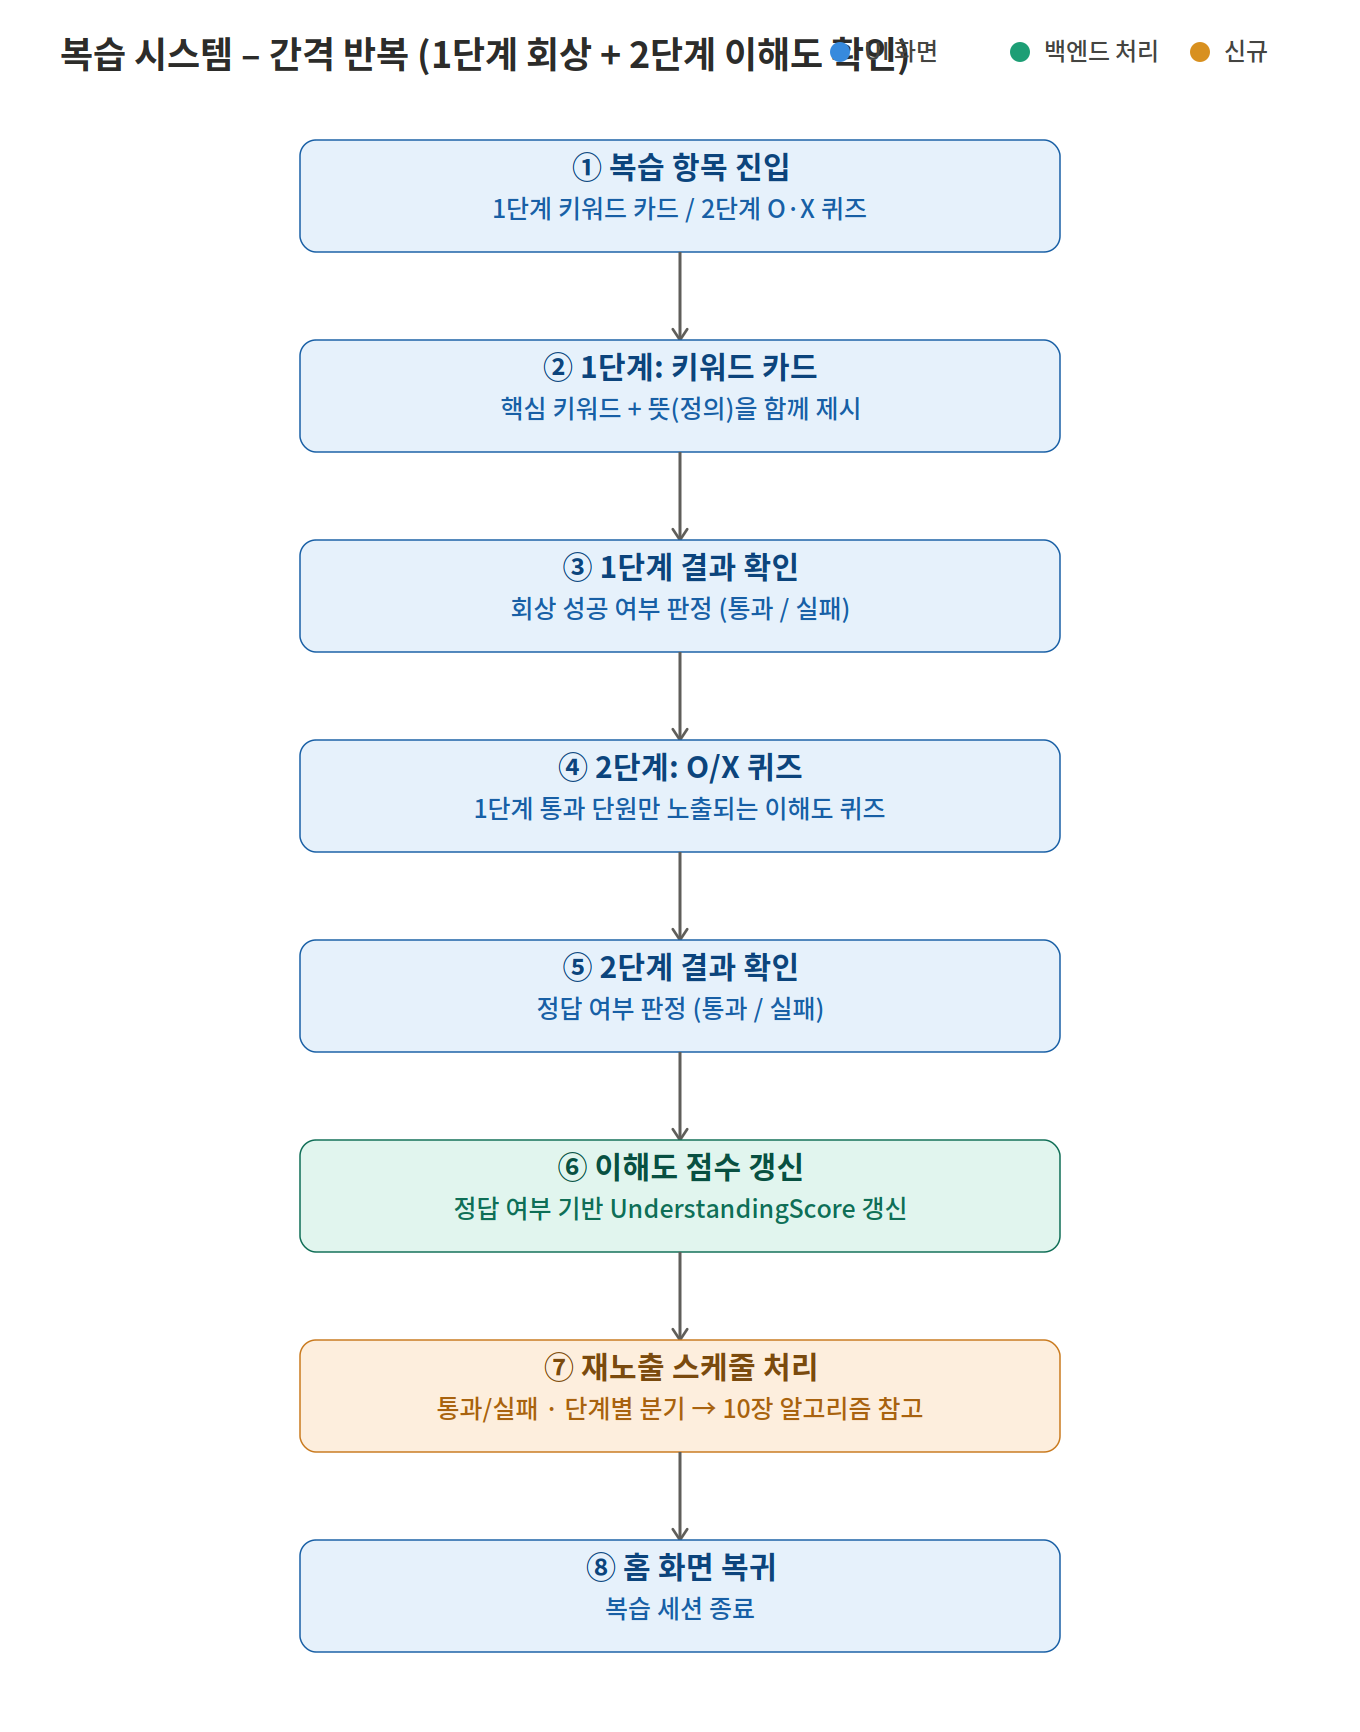 복습 시스템 – 간격 반복 (1단계 회상 + 2단계 이해도 확인)
UI 화면
백엔드 처리
신규
① 복습 항목 진입
1단계 키워드 카드 / 2단계 O·X 퀴즈
② 1단계: 키워드 카드
핵심 키워드 + 뜻(정의)을 함께 제시
③ 1단계 결과 확인
회상 성공 여부 판정 (통과 / 실패)
④ 2단계: O/X 퀴즈
1단계 통과 단원만 노출되는 이해도 퀴즈
⑤ 2단계 결과 확인
정답 여부 판정 (통과 / 실패)
⑥ 이해도 점수 갱신
정답 여부 기반 UnderstandingScore 갱신
⑦ 재노출 스케줄 처리
통과/실패 · 단계별 분기 → 10장 알고리즘 참고
⑧ 홈 화면 복귀
복습 세션 종료